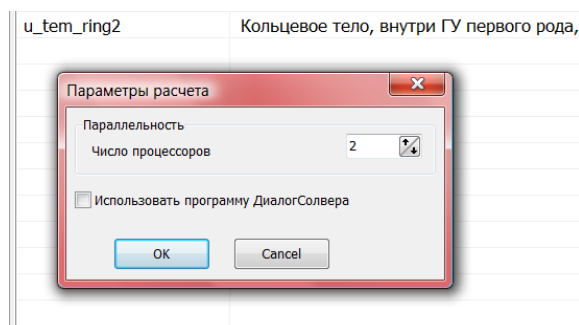 u_tem_ring2 Кольцевое тело, внутри ГУ первого рода,
Параметры расчета
Параллельность
Число процессоров 2
Использовать программу ДиалогСолвера
OK Cancel